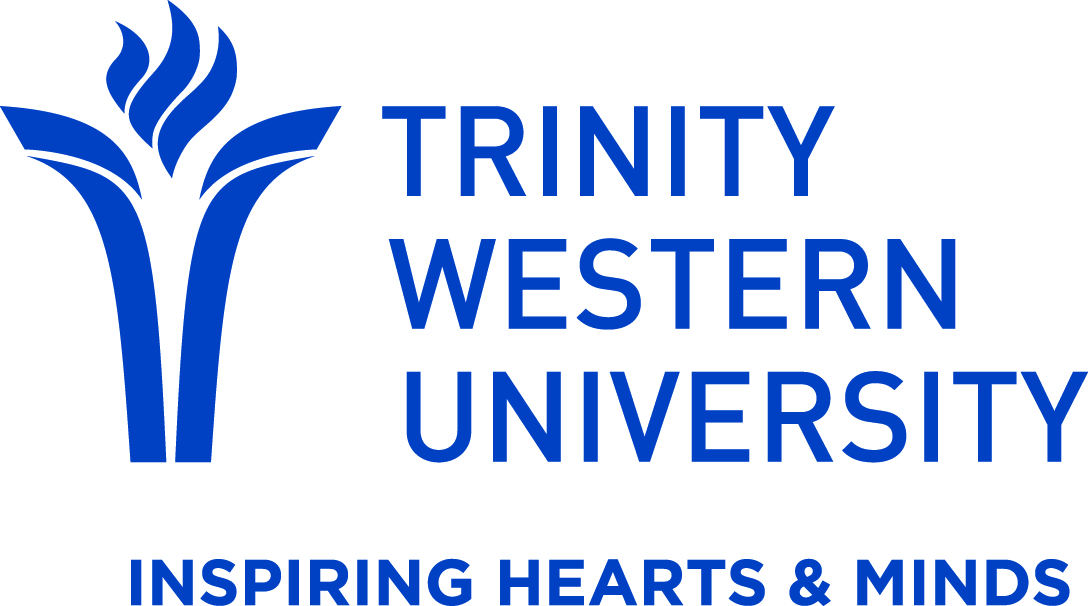 TRINITY
WESTERN
UNIVERSITY
INSPIRING HEARTS & MINDS